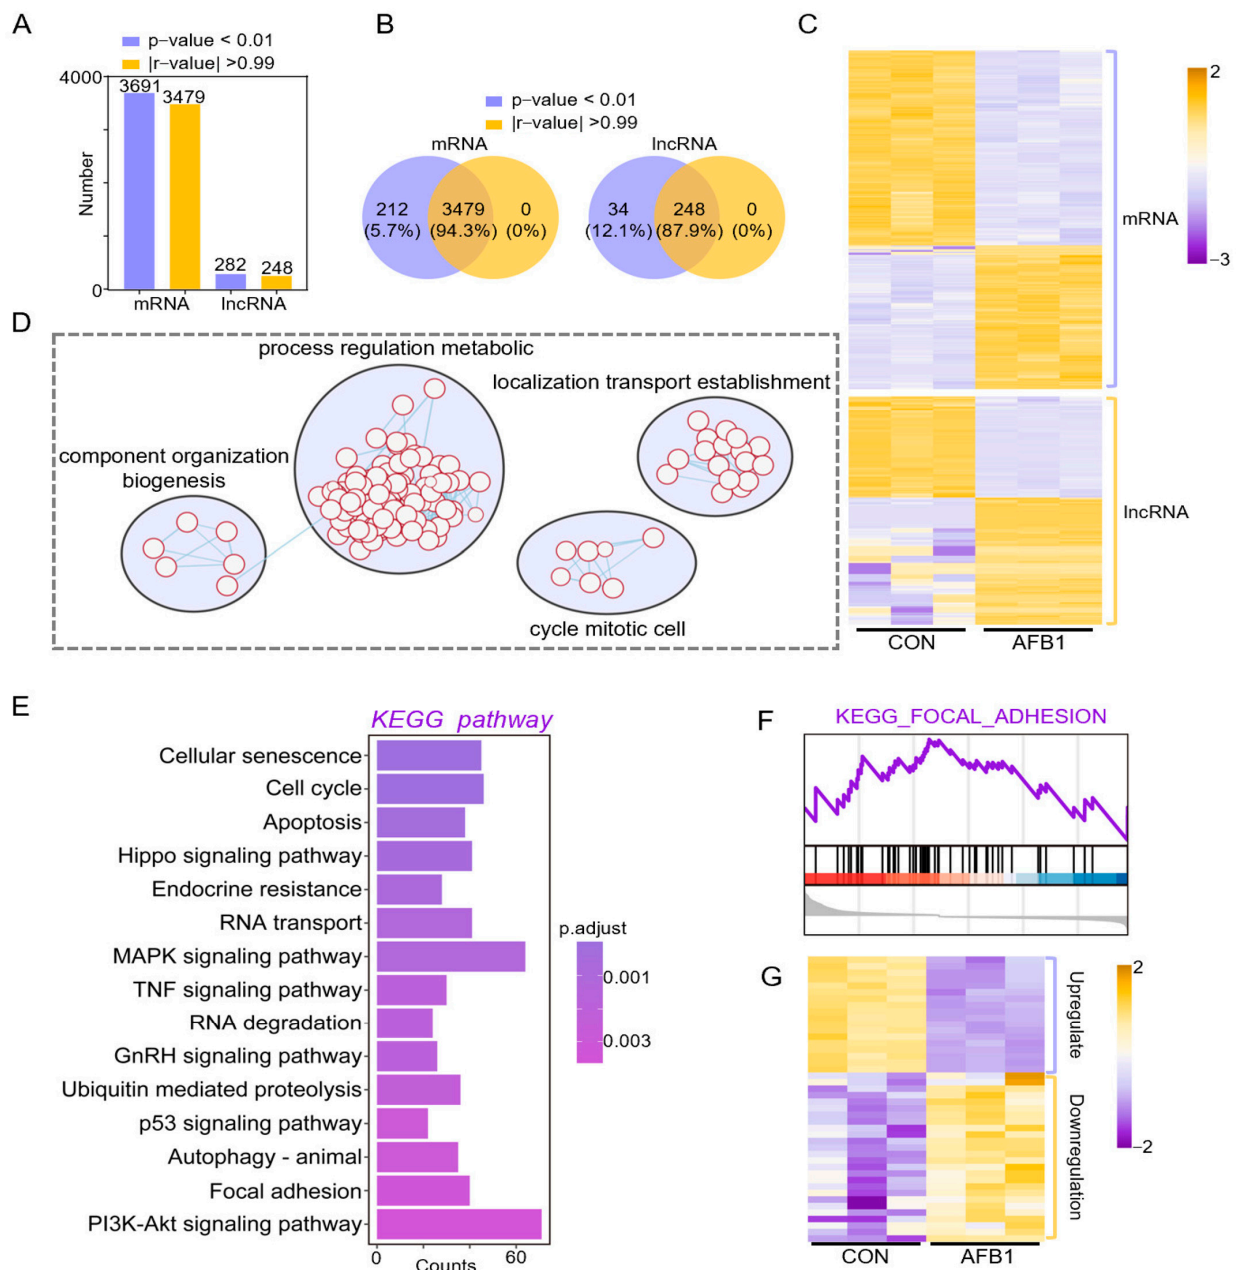 A
p−value < 0.01
|r−value| >0.99
4000
3691
3479
Number
282
248
0
mRNA
lncRNA
B
p−value < 0.01
|r−value| >0.99
mRNA
lncRNA
212
3479
0
(5.7%)
(94.3%)
(0%)
34
248
0
(12.1%)
(87.9%)
(0%)
C
2
−3
mRNA
lncRNA
CON
AFB1
D
process regulation metabolic
localization transport establishment
component organization
biogenesis
cycle mitotic cell
E
KEGG pathway
Cellular senescence
Cell cycle
Apoptosis
Hippo signaling pathway
Endocrine resistance
RNA transport
MAPK signaling pathway
TNF signaling pathway
RNA degradation
GnRH signaling pathway
Ubiquitin mediated proteolysis
p53 signaling pathway
Autophagy - animal
Focal adhesion
PI3K-Akt signaling pathway
0
60
Counts
p.adjust
0.001
0.003
F
KEGG_FOCAL_ADHESION
G
Upregulate
Downregulation
2
−2
CON
AFB1